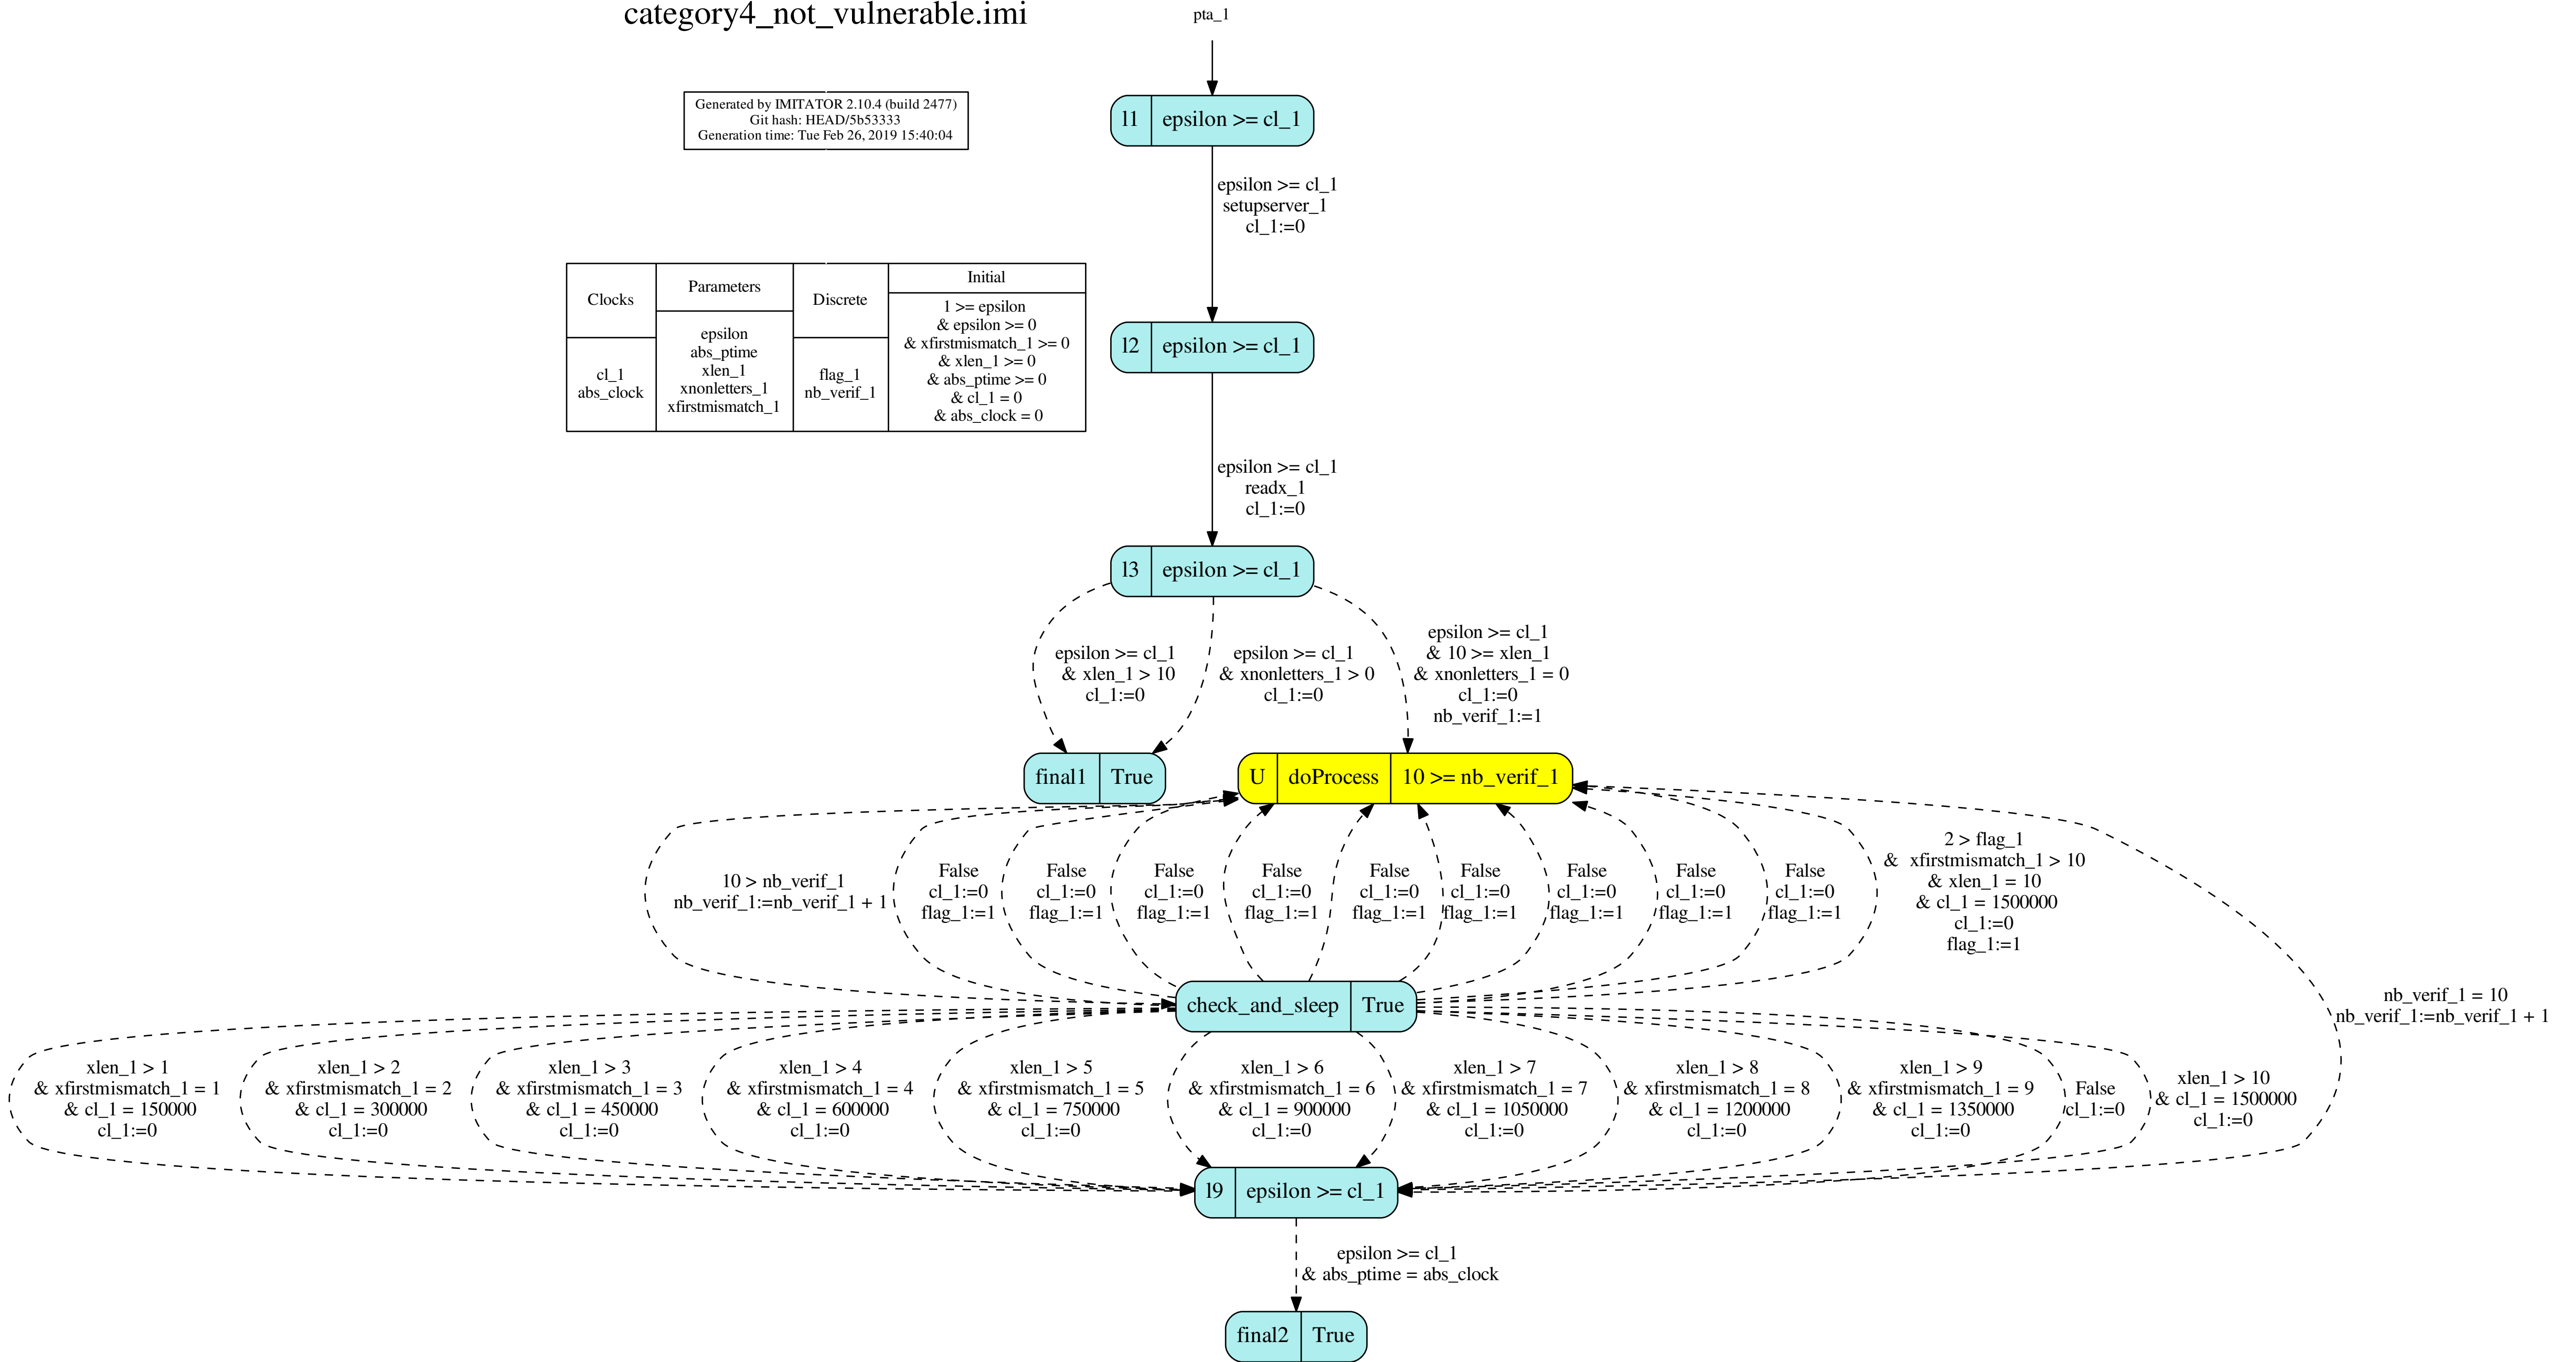 category4_not_vulnerable.imi
pta_1
Generated by IMITATOR 2.10.4 (build 2477)
Git hash: HEAD/5b53333
Generation time: Tue Feb 26, 2019 15:40:04
l1 epsilon >= cl_1
epsilon >= cl_1
setupserver_1
cl_1:=0
Clocks
cl_1
abs_clock
Parameters
epsilon
abs_ptime
xlen_1
xnonletters_1
xfirstmismatch_1
Discrete
flag_1
nb_verif_1
Initial
1 >= epsilon
& epsilon >= 0
& xfirstmismatch_1 >= 0
& xlen_1 >= 0
& abs_ptime >= 0
& cl_1 = 0
& abs_clock = 0
l2 epsilon >= cl_1
epsilon >= cl_1
readx_1
cl_1:=0
l3 epsilon >= cl_1
epsilon >= cl_1
& xlen_1 > 10
cl_1:=0
epsilon >= cl_1
& xnonletters_1 > 0
cl_1:=0
epsilon >= cl_1
& 10 >= xlen_1
& xnonletters_1 = 0
cl_1:=0
nb_verif_1:=1
final1 True
U doProcess 10 >= nb_verif_1
10 > nb_verif_1
nb_verif_1:=nb_verif_1 + 1
False
cl_1:=0
flag_1:=1
False
cl_1:=0
flag_1:=1
False
cl_1:=0
flag_1:=1
False
cl_1:=0
flag_1:=1
False
cl_1:=0
flag_1:=1
False
cl_1:=0
flag_1:=1
False
cl_1:=0
flag_1:=1
False
cl_1:=0
flag_1:=1
False
cl_1:=0
flag_1:=1
2 > flag_1
& xfirstmismatch_1 > 10
& xlen_1 = 10
& cl_1 = 1500000
cl_1:=0
flag_1:=1
nb_verif_1 = 10
nb_verif_1:=nb_verif_1 + 1
check_and_sleep True
xlen_1 > 1
& xfirstmismatch_1 = 1
& cl_1 = 150000
cl_1:=0
xlen_1 > 2
& xfirstmismatch_1 = 2
& cl_1 = 300000
cl_1:=0
xlen_1 > 3
& xfirstmismatch_1 = 3
& cl_1 = 450000
cl_1:=0
xlen_1 > 4
& xfirstmismatch_1 = 4
& cl_1 = 600000
cl_1:=0
xlen_1 > 5
& xfirstmismatch_1 = 5
& cl_1 = 750000
cl_1:=0
xlen_1 > 6
& xfirstmismatch_1 = 6
& cl_1 = 900000
cl_1:=0
xlen_1 > 7
& xfirstmismatch_1 = 7
& cl_1 = 1050000
cl_1:=0
xlen_1 > 8
& xfirstmismatch_1 = 8
& cl_1 = 1200000
cl_1:=0
xlen_1 > 9
& xfirstmismatch_1 = 9
& cl_1 = 1350000
cl_1:=0
False
cl_1:=0
xlen_1 > 10
& cl_1 = 1500000
cl_1:=0
l9 epsilon >= cl_1
epsilon >= cl_1
& abs_ptime = abs_clock
final2 True